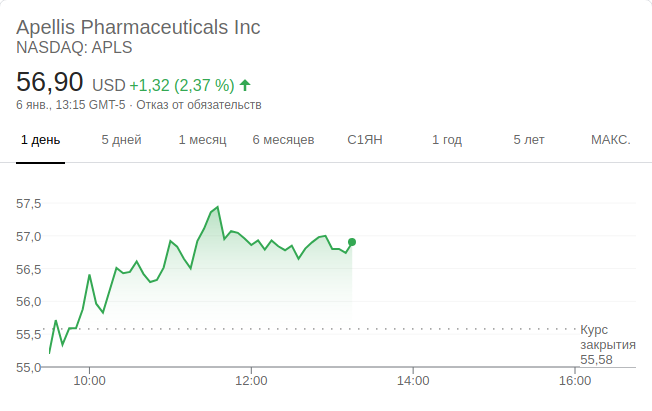 Apellis Pharmaceuticals Inc
NASDAQ: APLS
56,90 USD +1,32 (2,37 %)
6 янв., 13:15 GMT-5 · Отказ от обязательств
1 день 5 дней 1 месяц 6 месяцев С1ЯН 1 год 5 лет МАКС.
57,5
57,0
56,5
56,0
55,5
55,0
Курс
закрытия
55,58
10:00 12:00 14:00 16:00